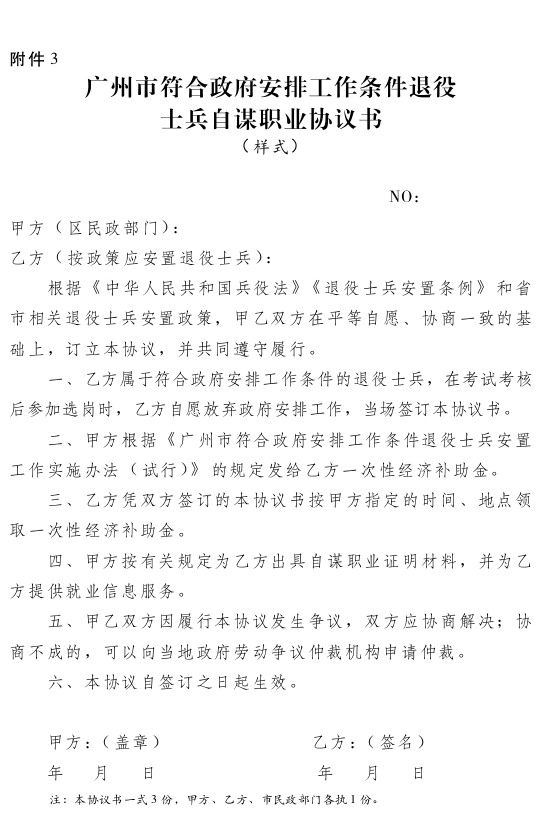 附件 3
广州市符合政府安排工作条件退役
士兵自谋职业协议书
（样式）
NO：
甲方（区民政部门）：
乙方（按政策应安置退役士兵）：
根据《中华人民共和国兵役法》《退役士兵安置条例》和省
市相关退役士兵安置政策，甲乙双方在平等自愿、协商一致的基
础上，订立本协议，并共同遵守履行。
一、乙方属于符合政府安排工作条件的退役士兵，在考试考核
后参加选岗时，乙方自愿放弃政府安排工作，当场签订本协议书。
二、甲方根据《广州市符合政府安排工作条件退役士兵安置
工作实施办法（试行）》的规定发给乙方一次性经济补助金。
三、乙方凭双方签订的本协议书按甲方指定的时间、地点领
取一次性经济补助金。
四、甲方按有关规定为乙方出具自谋职业证明材料，并为乙
方提供就业信息服务。
五、甲乙双方因履行本协议发生争议，双方应协商解决；协
商不成的，可以向当地政府劳动争议仲裁机构申请仲裁。
六、本协议自签订之日起生效。
甲方：（盖章） 乙方：（签名）
年 月 日 年 月 日
注：本协议书一式 3 份，甲方、乙方、市民政部门各执 1 份。